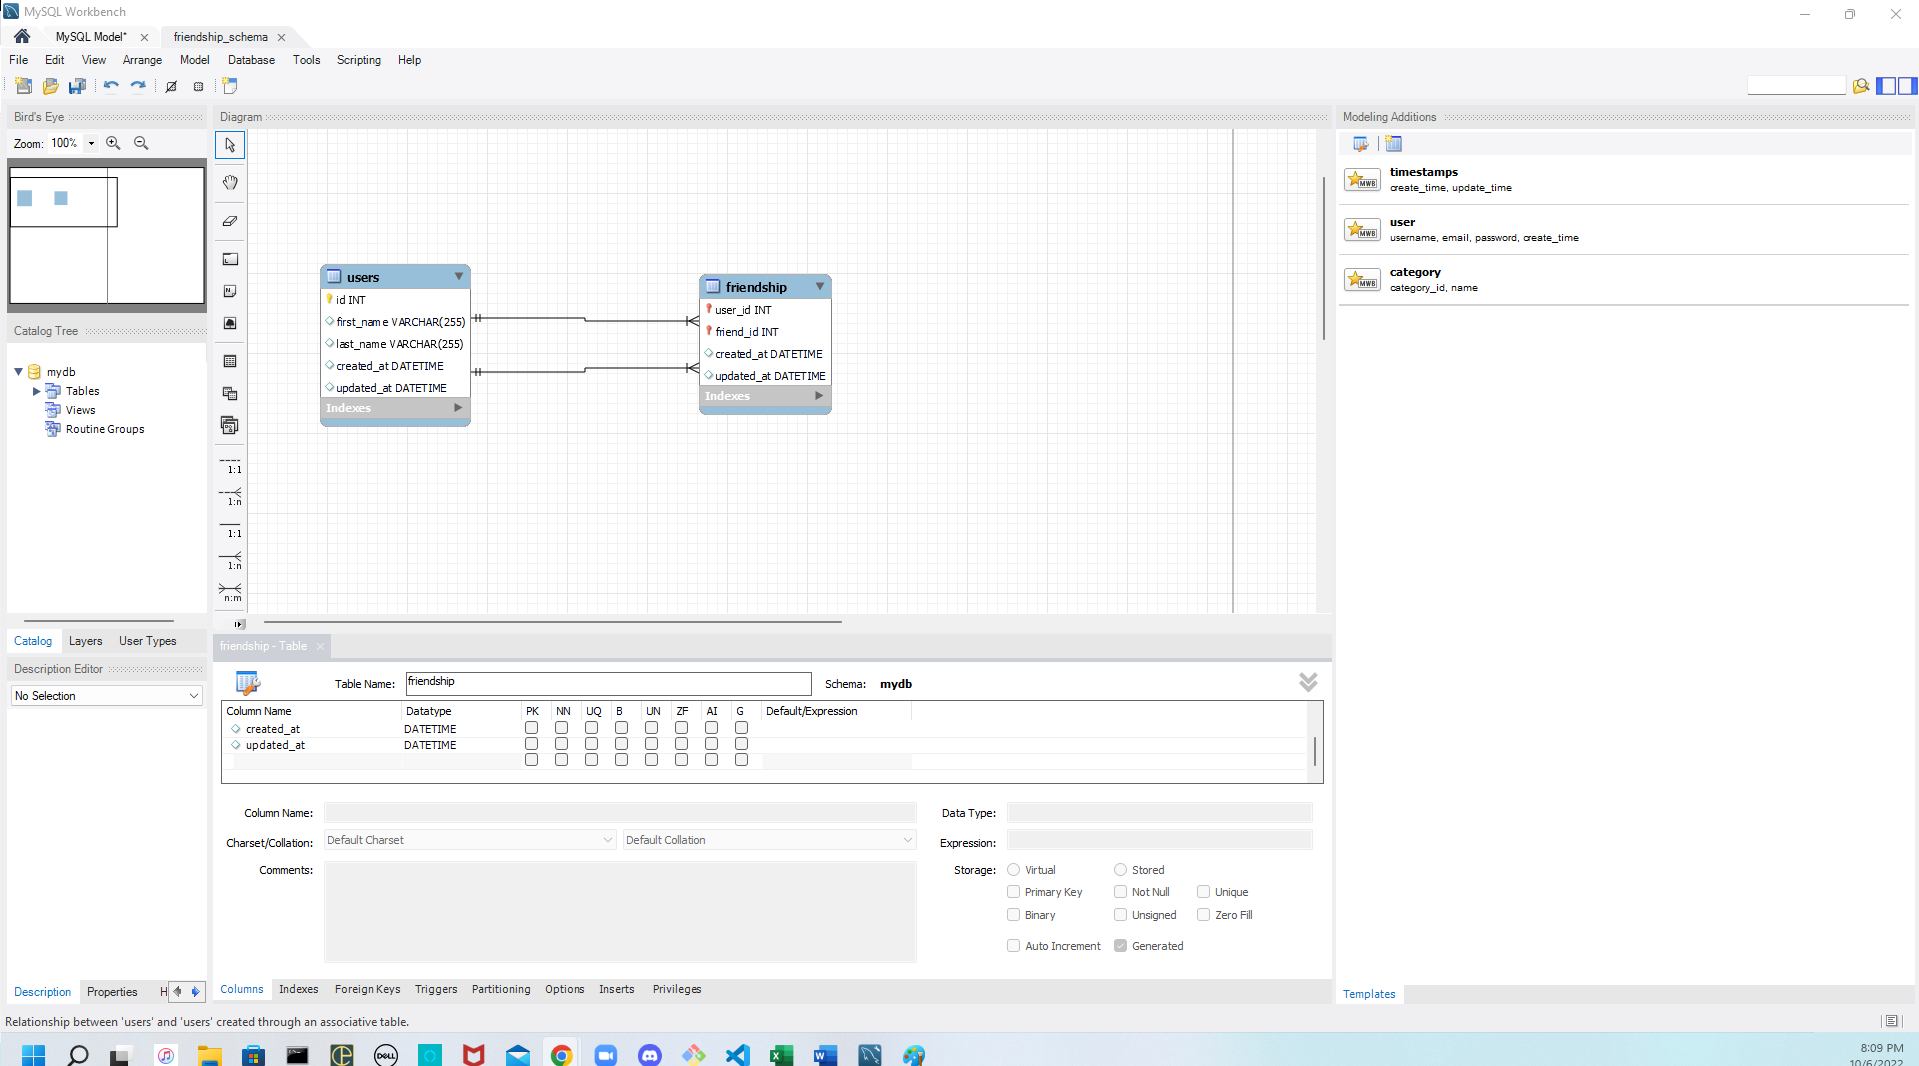 MySQL Workbench
MySQL Model*
friendship_schema
File Edit View Arrange Model Database Tools Scripting Help
Bird's Eye
Zoom: 100%
Catalog Tree
mydb
Tables
Views
Routine Groups
Catalog Layers User Types
Description Editor
No Selection
Description Properties H
Diagram
1:1
1:n
1:1
1:n
n:m
users
id INT
first_name VARCHAR(255)
last_name VARCHAR(255)
created_at DATETIME
updated_at DATETIME
Indexes
friendship
user_id INT
friend_id INT
created_at DATETIME
updated_at DATETIME
Indexes
friendship - Table
Table Name: friendship Schema: mydb
Column Name Datatype PK NN UQ B UN ZF AI G Default/Expression
created_at DATETIME
updated_at DATETIME
Column Name: Data Type:
Charset/Collation: Default Charset Default Collation Expression:
Comments: Storage: Virtual Stored
Primary Key Not Null Unique
Binary Unsigned Zero Fill
Auto Increment Generated
Columns Indexes Foreign Keys Triggers Partitioning Options Inserts Privileges
Modeling Additions
timestamps
create_time, update_time
user
username, email, password, create_time
category
category_id, name
MWB
MWB
MWB
Templates
Relationship between 'users' and 'users' created through an associative table.
DELL
8:09 PM
10/6/2022